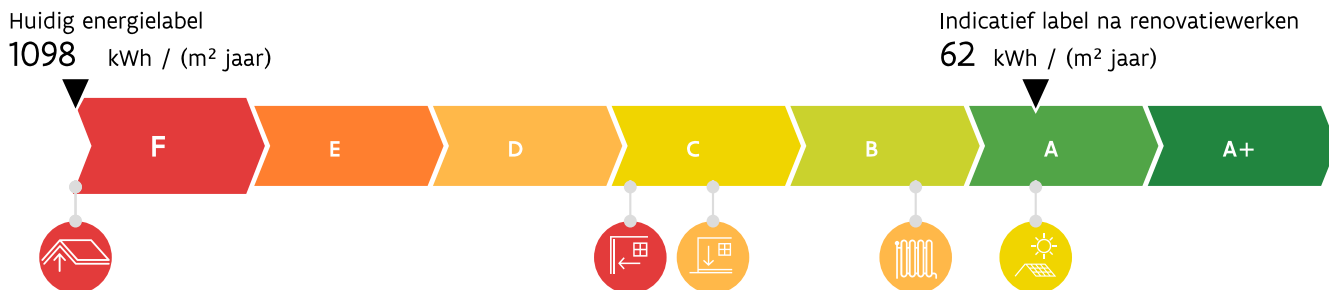 Huidig energielabel
1098 kWh / (m² jaar)
Indicatief label na renovatiewerken
62 kWh / (m² jaar)
F E D C B A A+